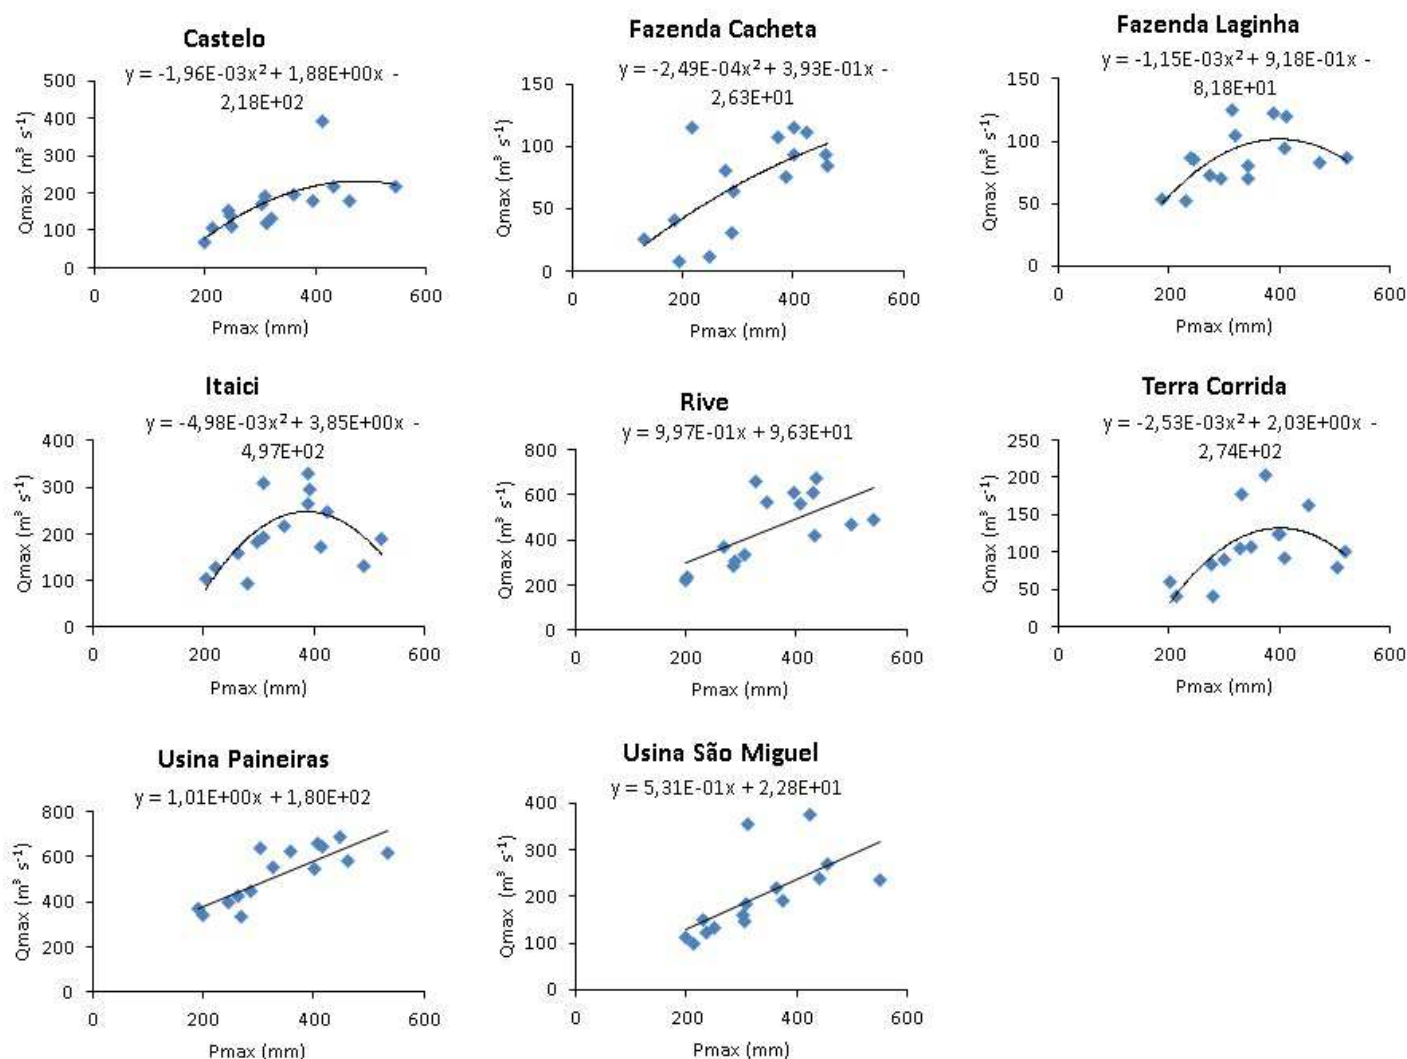 Castelo
y = -1,96E-03x² + 1,88E+00x -
2,18E+02
500
400
300
200
100
0
Qmax (m³ s⁻¹)
0 200 400 600
Pmax (mm)
Fazenda Cacheta
y = -2,49E-04x² + 3,93E-01x -
2,63E+01
150
100
50
0
Qmax (m³ s⁻¹)
0 200 400 600
Pmax (mm)
Fazenda Laginha
y = -1,15E-03x² + 9,18E-01x -
8,18E+01
150
100
50
0
Qmax (m³ s⁻¹)
0 200 400 600
Pmax (mm)
Itaici
y = -4,98E-03x² + 3,85E+00x -
4,97E+02
400
300
200
100
0
Qmax (m³ s⁻¹)
0 200 400 600
Pmax (mm)
Rive
y = 9,97E-01x + 9,63E+01
800
600
400
200
0
Qmax (m³ s⁻¹)
0 200 400 600
Pmax (mm)
Terra Corrida
y = -2,53E-03x² + 2,03E+00x -
2,74E+02
250
200
150
100
50
0
Qmax (m³ s⁻¹)
0 200 400 600
Pmax (mm)
Usina Paineiras
y = 1,01E+00x + 1,80E+02
800
600
400
200
0
Qmax (m³ s⁻¹)
0 200 400 600
Pmax (mm)
Usina São Miguel
y = 5,31E-01x + 2,28E+01
400
300
200
100
0
Qmax (m³ s⁻¹)
0 200 400 600
Pmax (mm)